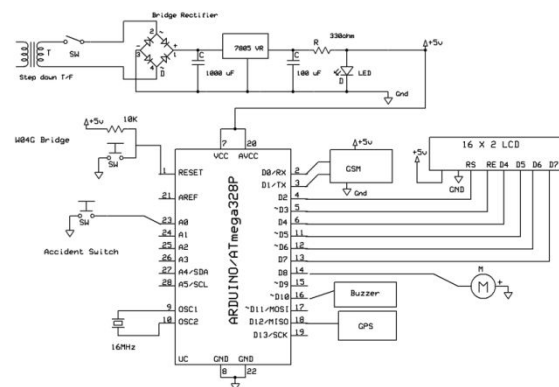 Bridge Rectifier
2
1
3
4
+
-
~
~
D
T
SW
Step down T/F
C
1000 uF
7805 VR
C
100 uF
R
330ohm
D
LED
+5v
Gnd
+5v
10K
W04G Bridge
SW
Accident Switch
SW
16MHz
ARDUINO/ATmega328P
7
20
VCC
AVCC
1
RESET
21
AREF
23
A0
24
A1
25
A2
26
A3
27
A4/SDA
28
A5/SCL
9
OSC1
10
OSC2
UC
GND
GND
8
22
D0/RX
2
D1/TX
3
D2
4
~D3
5
D4
6
~D5
11
~D6
12
D7
13
D8
14
~D9
15
~D10
16
~D11/MOSI
17
D12/MISO
18
D13/SCK
19
+5v
GSM
Gnd
Buzzer
GPS
16 X 2 LCD
+5v
GND
RS
RE
D4
D5
D6
D7
M
M
+